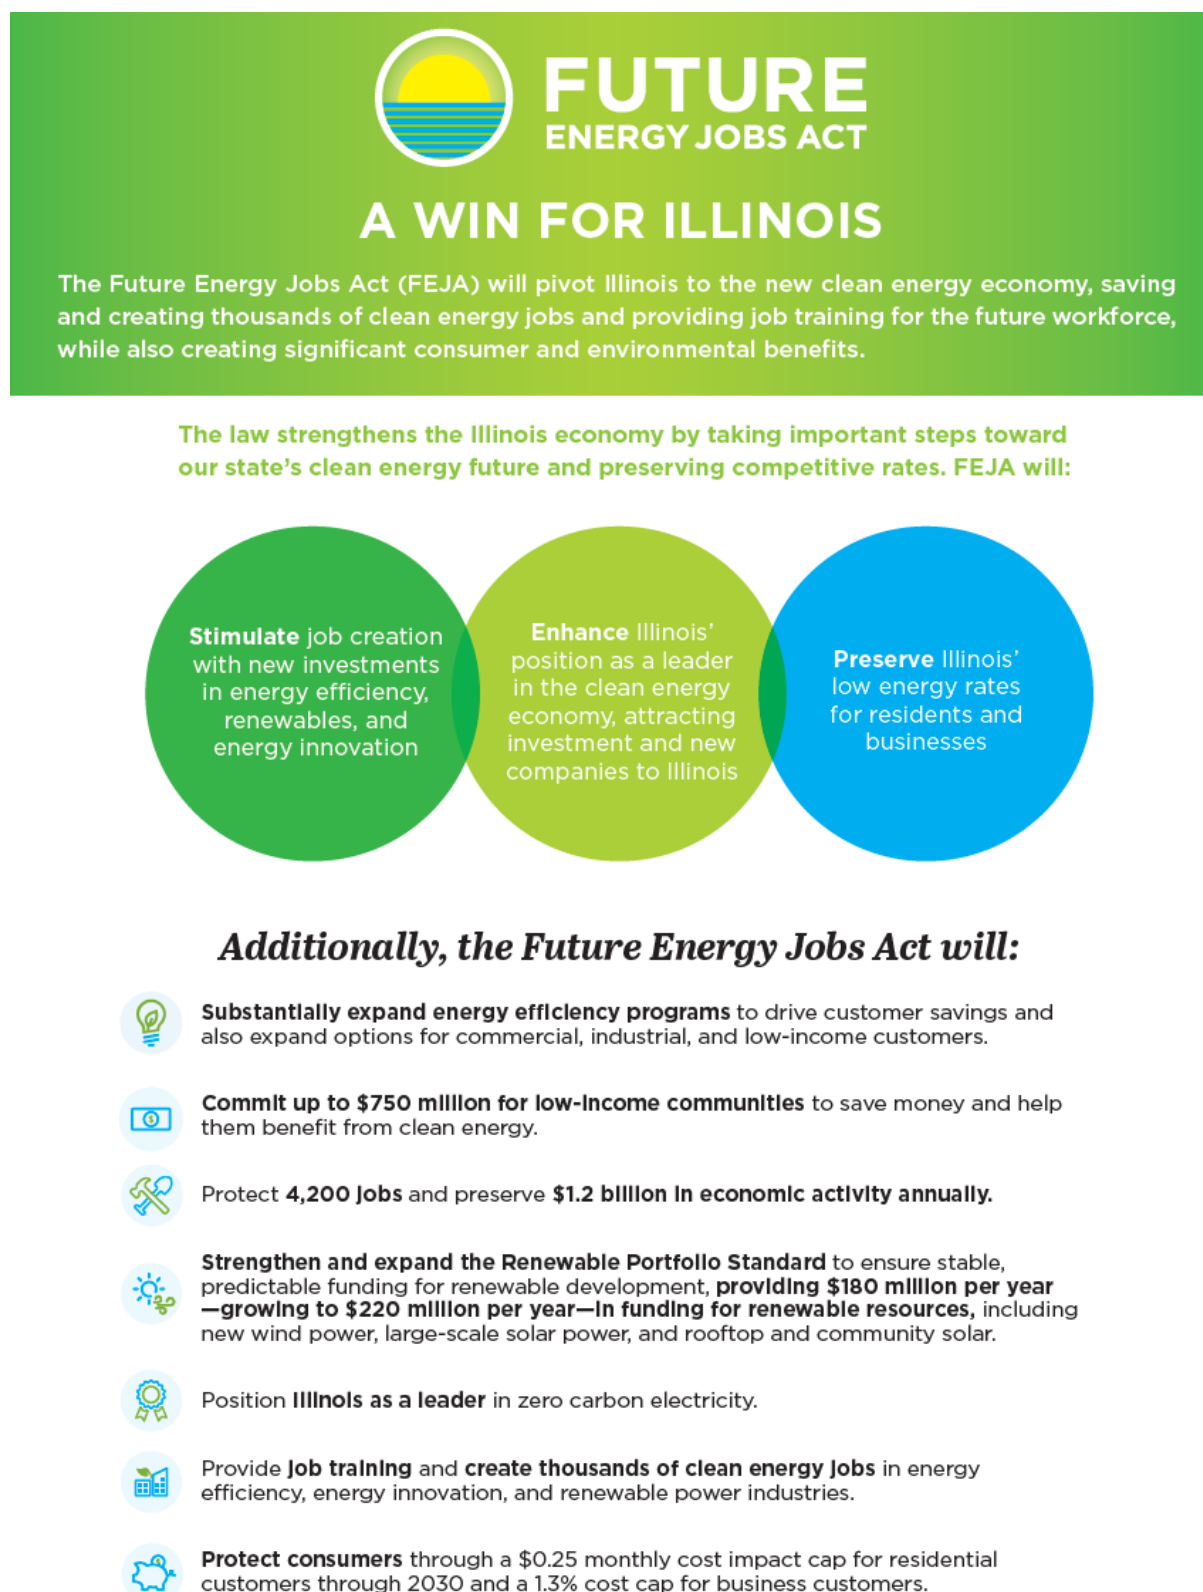 FUTURE
ENERGY JOBS ACT
A WIN FOR ILLINOIS
The Future Energy Jobs Act (FEJA) will pivot Illinois to the new clean energy economy, saving
and creating thousands of clean energy jobs and providing job training for the future workforce,
while also creating significant consumer and environmental benefits.
The law strengthens the Illinois economy by taking important steps toward
our state's clean energy future and preserving competitive rates. FEJA will:
Stimulate job creation
with new investments
in energy efficiency,
renewables, and
energy innovation
Enhance Illinois'
position as a leader
in the clean energy
economy, attracting
investment and new
companies to Illinois
Preserve Illinois'
low energy rates
for residents and
businesses
Additionally, the Future Energy Jobs Act will:
Substantially expand energy efficiency programs to drive customer savings and
also expand options for commercial, industrial, and low-income customers.
Commit up to $750 million for low-income communities to save money and help
them benefit from clean energy.
Protect 4,200 jobs and preserve $1.2 billion in economic activity annually.
Strengthen and expand the Renewable Portfolio Standard to ensure stable,
predictable funding for renewable development, providing $180 million per year
—growing to $220 million per year—in funding for renewable resources, including
new wind power, large-scale solar power, and rooftop and community solar.
Position Illinois as a leader in zero carbon electricity.
Provide job training and create thousands of clean energy jobs in energy
efficiency, energy innovation, and renewable power industries.
Protect consumers through a $0.25 monthly cost impact cap for residential
customers through 2030 and a 1.3% cost cap for business customers.